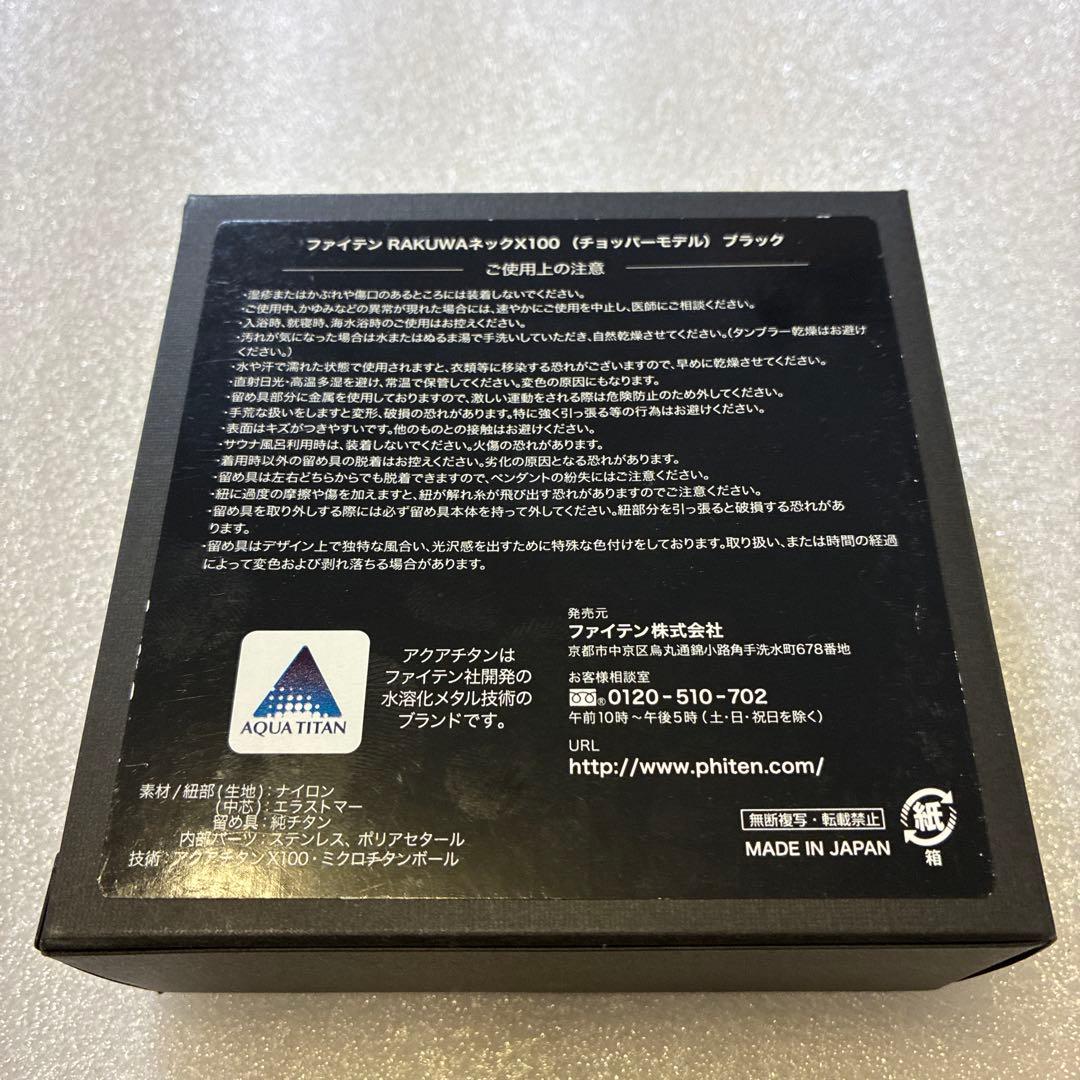 ファイテン RAKUWAネックX100 （チョッパーモデル） ブラック
ご使用上の注意
・湿疹またはかぶれや傷口のあるところには装着しないでください。
・ご使用中、かゆみなどの異常が現れた場合には、速やかにご使用を中止し、医師にご相談ください。
・入浴時、就寝時、海水浴時のご使用はお控えください。
・汚れが気になった場合は水またはぬるま湯で手洗いしていただき、自然乾燥させてください。（タンブラー乾燥はお避け
ください。）
・水や汗で濡れた状態で使用されますと、衣類等に移染する恐れがございますので、早めに乾燥させてください。
・直射日光・高温多湿を避け、常温で保管してください。変色の原因にもなります。
・留め具部分に金属を使用しておりますので、激しい運動をされる際は危険防止のため外してください。
・手荒な扱いをしますと変形、破損の恐れがあります。特に強く引っ張る等の行為はお避けください。
・表面はキズがつきやすいです。他のものとの接触はお避けください。
・サウナ風呂利用時は、装着しないでください。火傷の恐れがあります。
・着用時以外の留め具の脱着はお控えください。劣化の原因となる恐れがあります。
・留め具は左右どちらからでも脱着できますので、ペンダントの紛失にはご注意ください。
・紐に過度の摩擦や傷を加えますと、紐が解れ糸が飛び出す恐れがありますのでご注意ください。
・留め具を取り外しする際には必ず留め具本体を持って外してください。紐部分を引っ張ると破損する恐れがあ
ります。
・留め具はデザイン上で独特な風合い、光沢感を出すために特殊な色付けをしております。取り扱い、または時間の経過
によって変色および剥れ落ちる場合があります。
AQUA TITAN
アクアチタンは
ファイテン社開発の
水溶化メタル技術の
ブランドです。
発売元
ファイテン株式会社
京都市中京区烏丸通錦小路角手洗水町678番地
お客様相談室
® 0120-510-702
午前10時～午後5時（土・日・祝日を除く）
URL
http://www.phiten.com/
素材/紐部（生地）：ナイロン
（中芯）：エラストマー
留め具：純チタン
内部パーツ：ステンレス、ポリアセタール
技術：アクアチタンX100・ミクロチタンボール
無断複写・転載禁止
MADE IN JAPAN
紙
箱